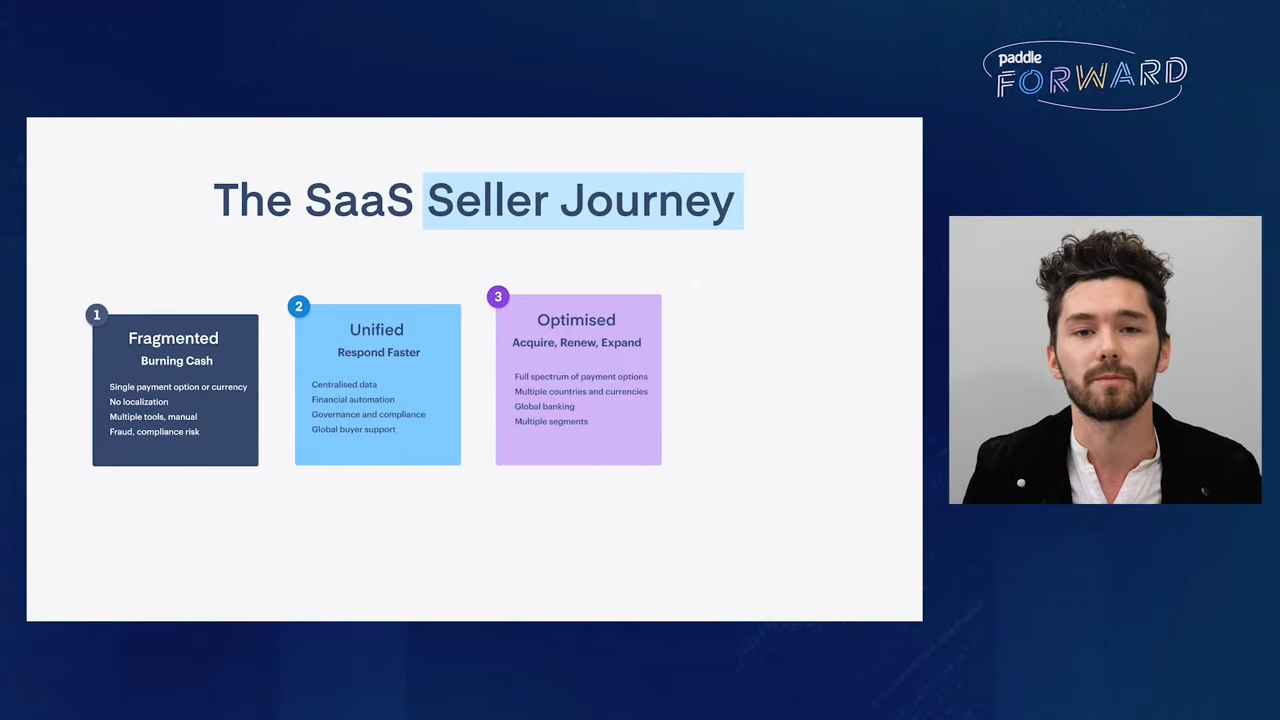 paddle
FORWARD
The SaaS Seller Journey
1
Fragmented
Burning Cash
Single payment option or currency
No localization
Multiple tools, manual
Fraud, compliance risk
2
Unified
Respond Faster
Centralised data
Financial automation
Governance and compliance
Global buyer support
3
Optimised
Acquire, Renew, Expand
Full spectrum of payment options
Multiple countries and currencies
Global banking
Multiple segments